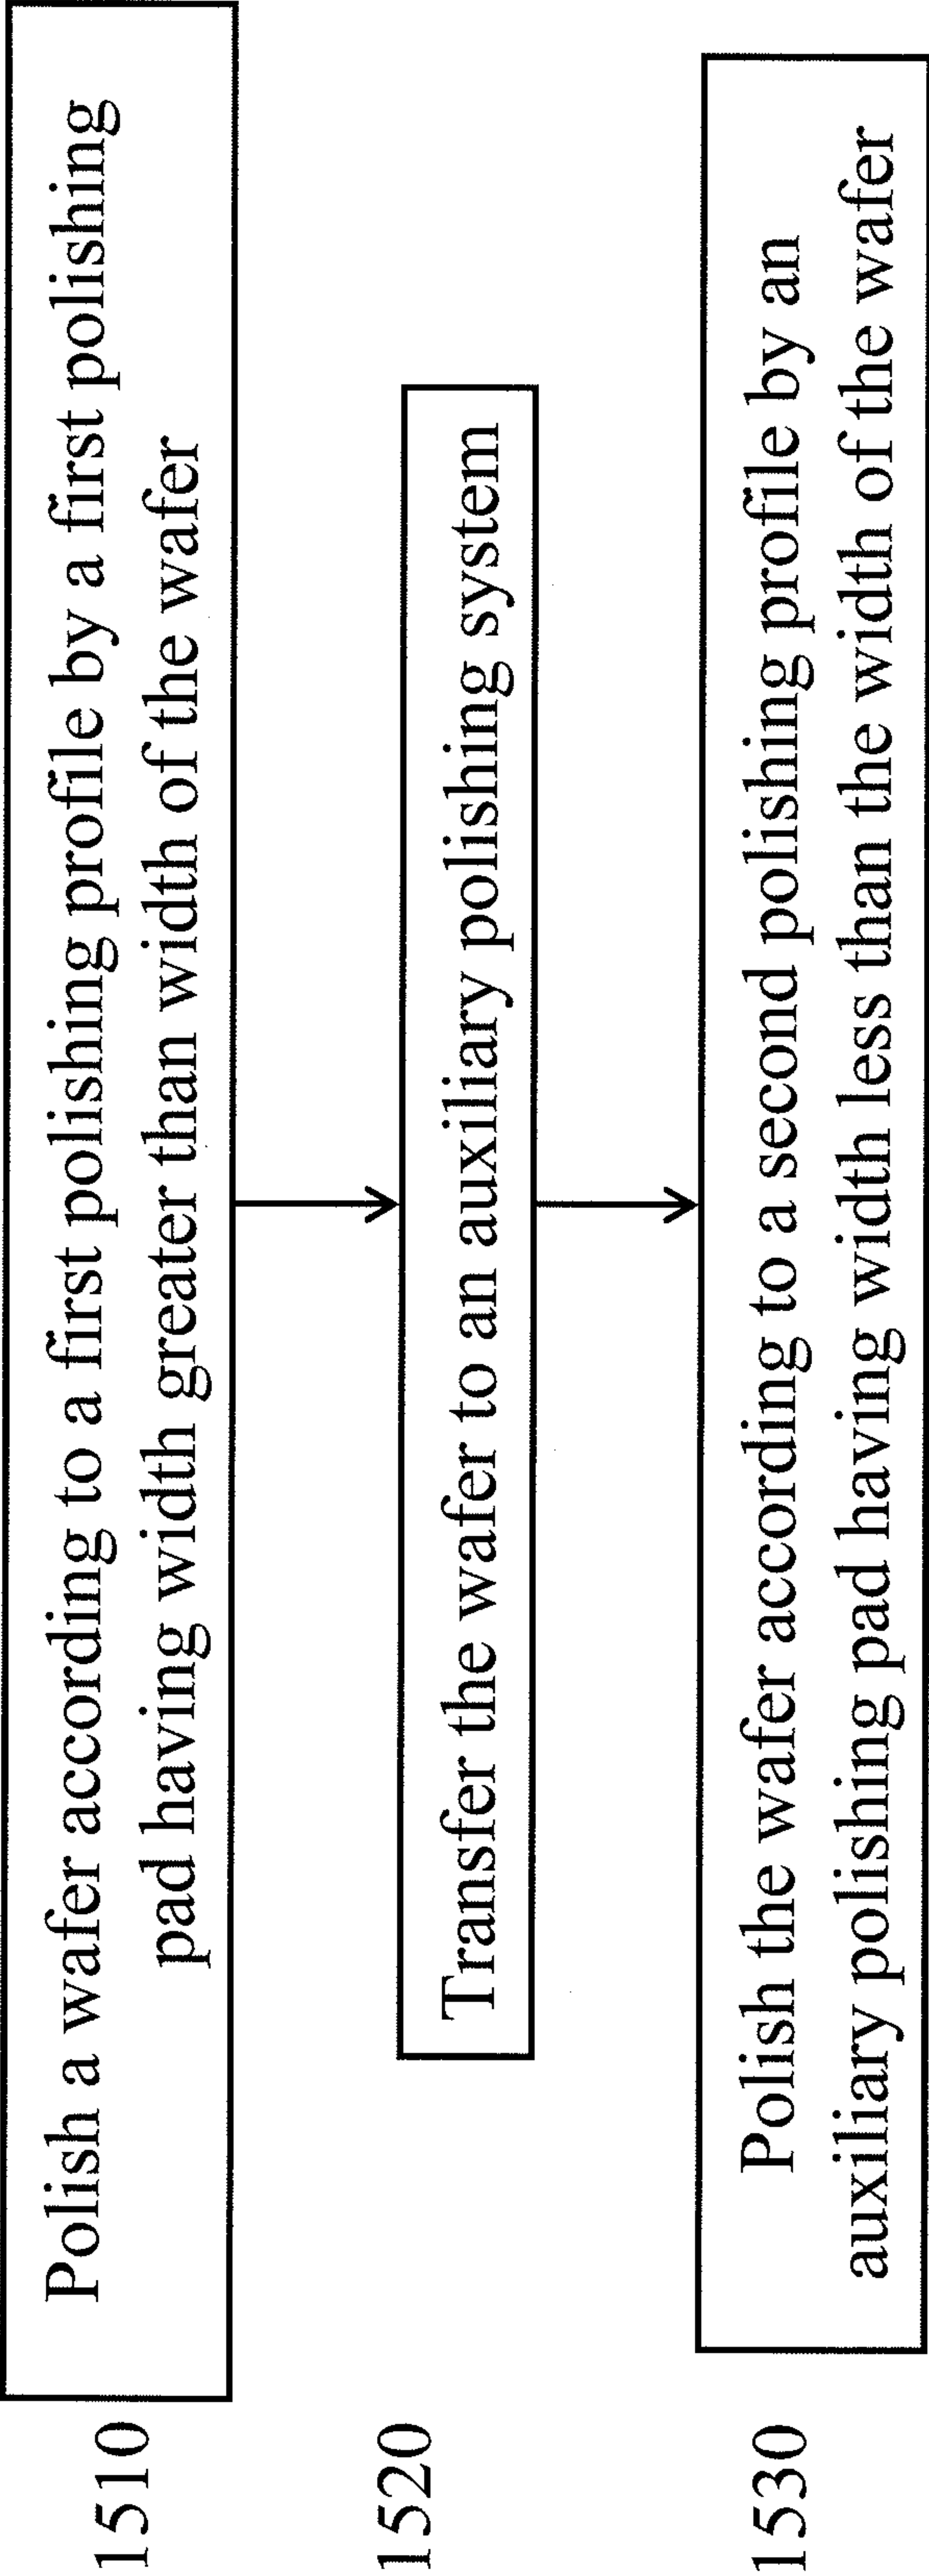 1510
Polish a wafer according to a first polishing profile by a first polishing
pad having width greater than width of the wafer
1520
Transfer the wafer to an auxiliary polishing system
1530
Polish the wafer according to a second polishing profile by an
auxiliary polishing pad having width less than the width of the wafer